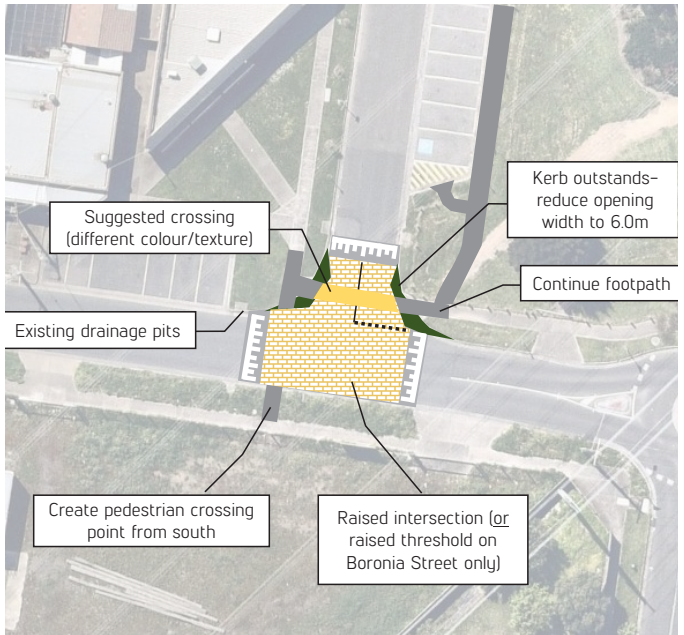 Kerb outstands-
reduce opening
width to 6.0m
Suggested crossing
(different colour/texture)
Continue footpath
Existing drainage pits
Create pedestrian crossing
point from south
Raised intersection (or
raised threshold on
Boronia Street only)